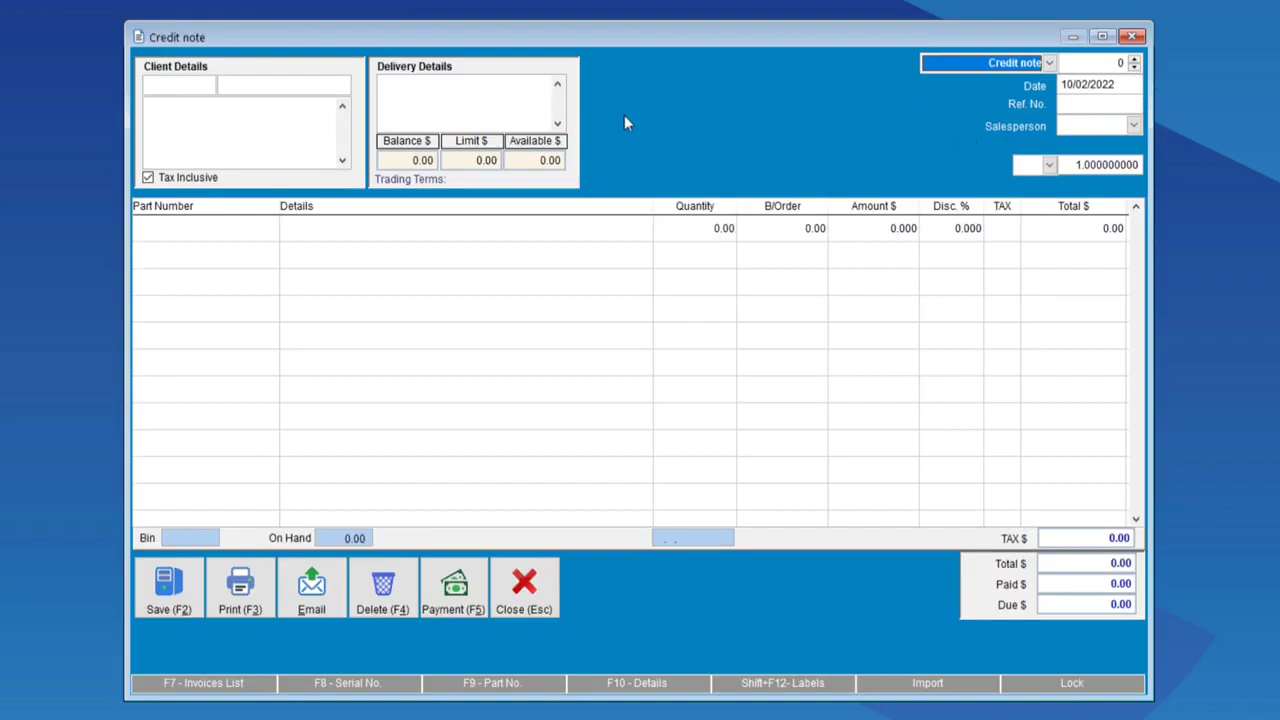 Credit note
Client Details
Delivery Details
Credit note 0
Date 10/02/2022
Ref. No.
Salesperson
Balance $ Limit $ Available $
0.00 0.00 0.00
1.000000000
Tax Inclusive
Trading Terms:
Part Number Details Quantity B/Order Amount $ Disc. % TAX Total $
0.00 0.00 0.000 0.000 0.00
Bin On Hand 0.00 . . TAX $ 0.00
Total $ 0.00
Paid $ 0.00
Due $ 0.00
Save (F2) Print (F3) Email Delete (F4) Payment (F5) Close (Esc)
F7 - Invoices List F8 - Serial No. F9 - Part No. F10 - Details Shift+F12- Labels Import Lock